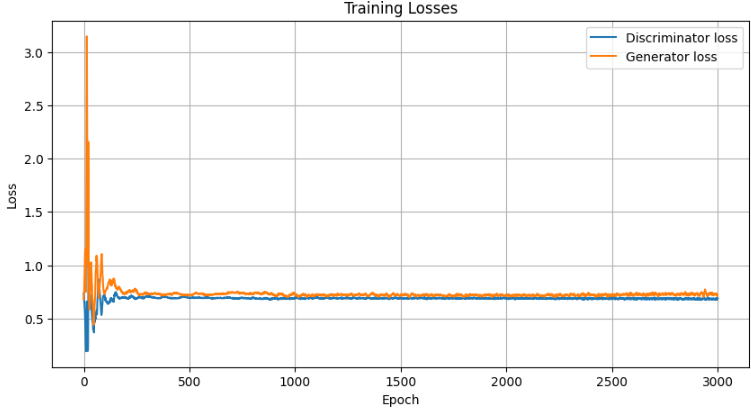 Training Losses
Discriminator loss
Generator loss
3.0
2.5
2.0
1.5
1.0
0.5
Loss
0 500 1000 1500 2000 2500 3000
Epoch